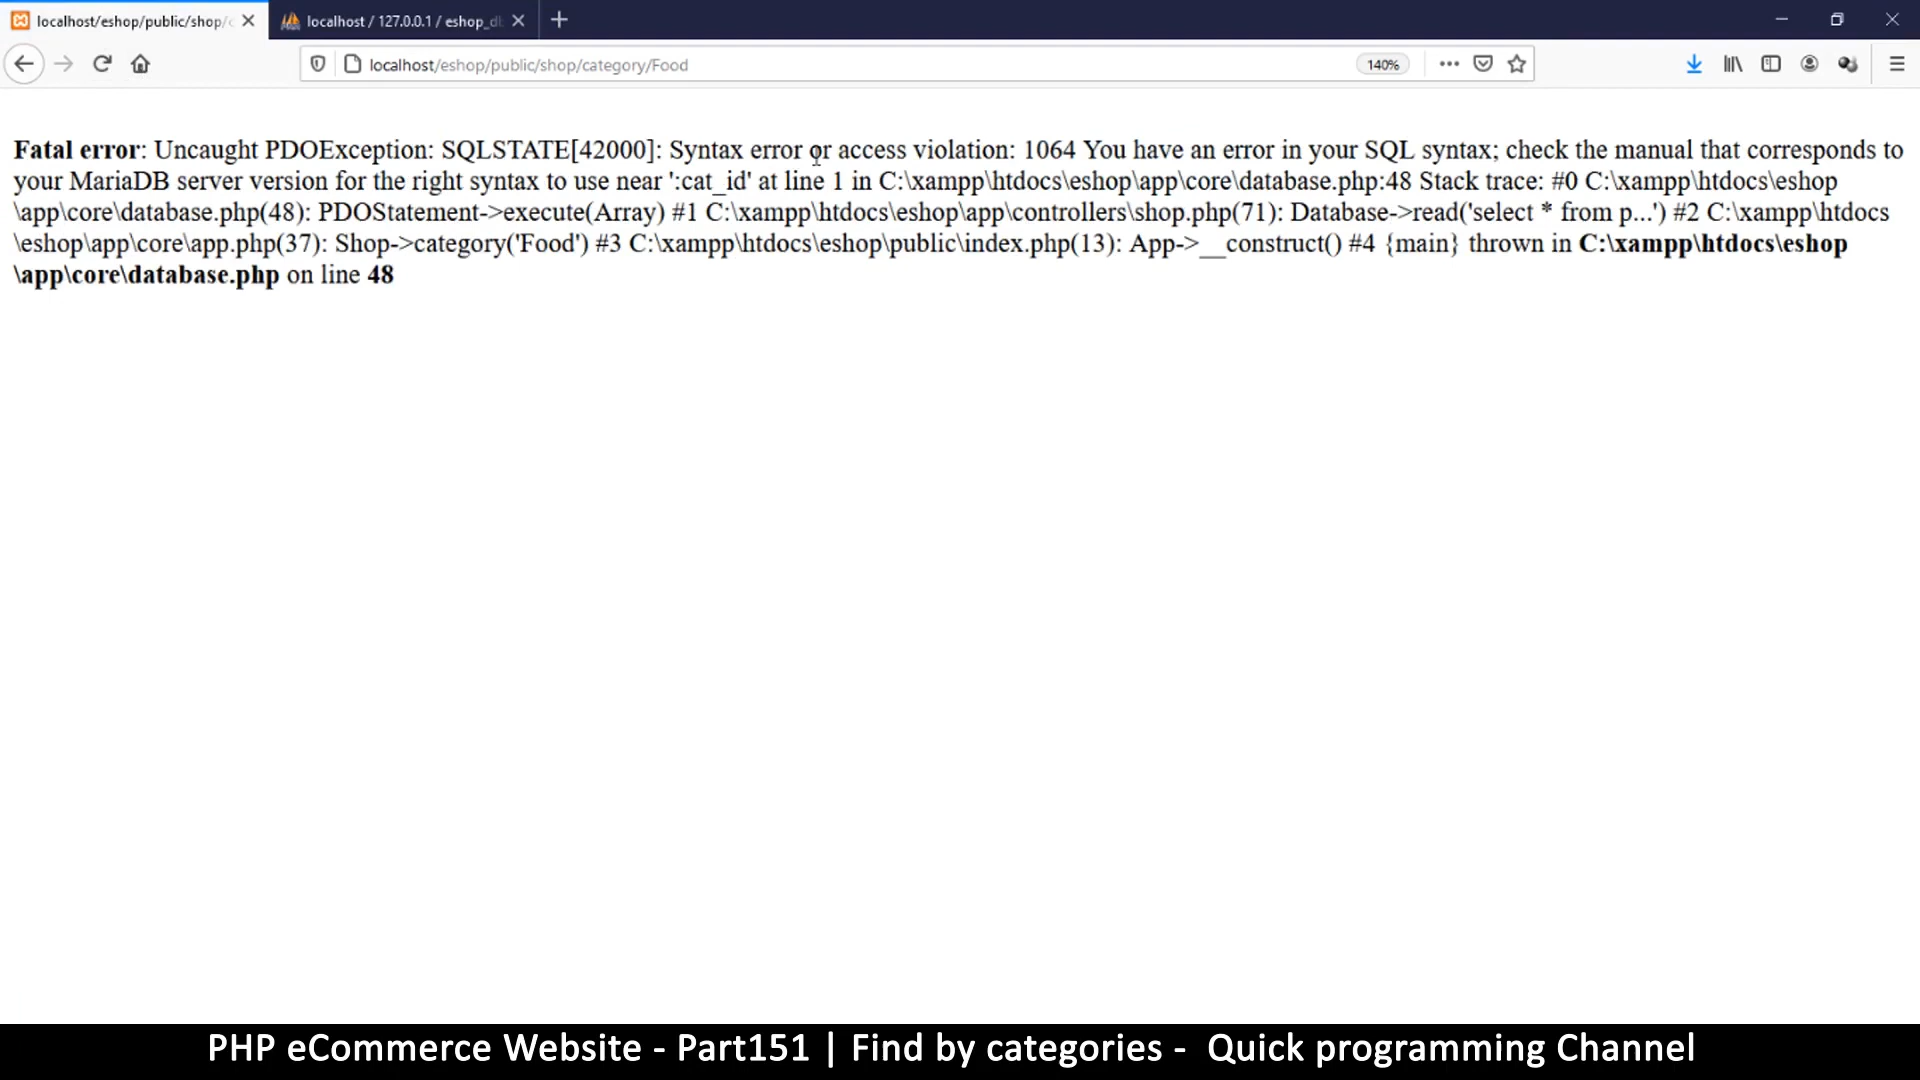 localhost/eshop/public/shop/c
localhost / 127.0.0.1 / eshop_d
localhost/eshop/public/shop/category/Food
140%
Fatal error: Uncaught PDOException: SQLSTATE[42000]: Syntax error or access violation: 1064 You have an error in your SQL syntax; check the manual that corresponds to
your MariaDB server version for the right syntax to use near ':cat_id' at line 1 in C:\xampp\htdocs\eshop\app\core\database.php:48 Stack trace: #0 C:\xampp\htdocs\eshop
\app\core\database.php(48): PDOStatement->execute(Array) #1 C:\xampp\htdocs\eshop\app\controllers\shop.php(71): Database->read('select * from p...') #2 C:\xampp\htdocs
\eshop\app\core\app.php(37): Shop->category('Food') #3 C:\xampp\htdocs\eshop\public\index.php(13): App->__construct() #4 {main} thrown in C:\xampp\htdocs\eshop
\app\core\database.php on line 48
PHP eCommerce Website - Part151 | Find by categories - Quick programming Channel